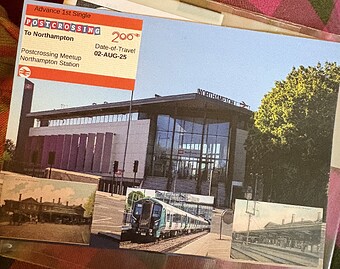 Advance 1st Single
POSTCROSSING
To Northampton
200
Date-of-Travel
02-AUG-25
Postcrossing Meetup
Northampton Station
NORTHAMPTON